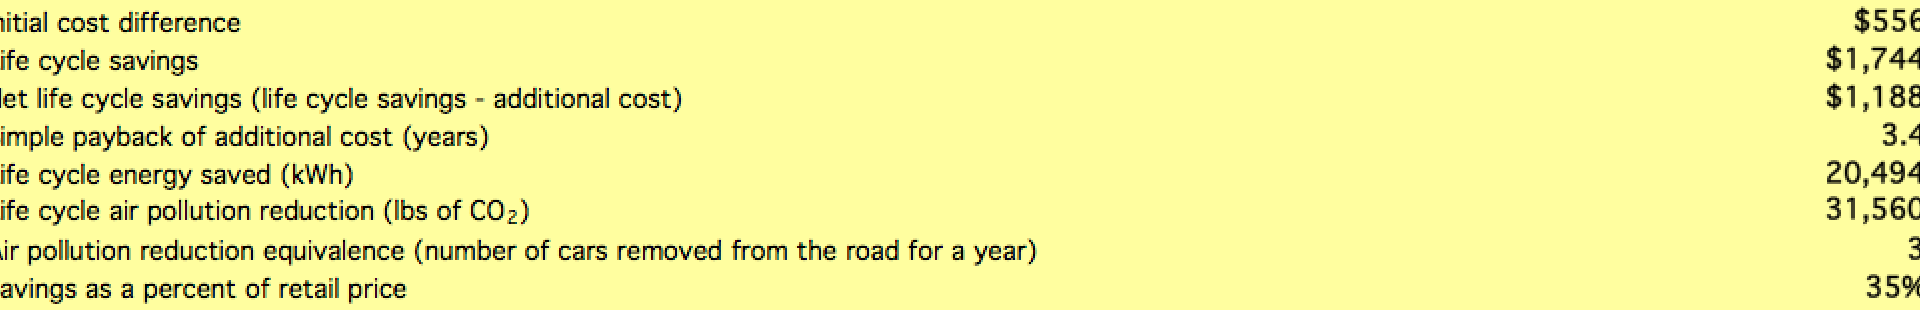 nitial cost difference $556
ife cycle savings $1,744
et life cycle savings (life cycle savings - additional cost) $1,188
imple payback of additional cost (years) 3.4
ife cycle energy saved (kWh) 20,494
ife cycle air pollution reduction (lbs of CO₂) 31,560
ir pollution reduction equivalence (number of cars removed from the road for a year) 3
avings as a percent of retail price 35%